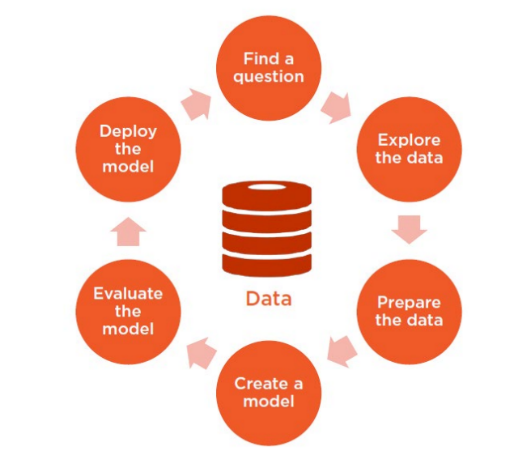 Find a
question
Explore
the data
Prepare
the data
Create a
model
Evaluate
the
model
Deploy
the
model
Data